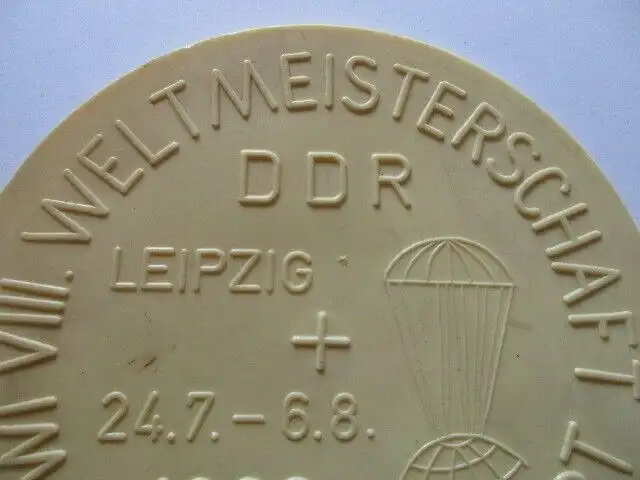 VIII. WELTMEISTERSCHAFT
DDR
LEIPZIG
+
24.7.-6.8.